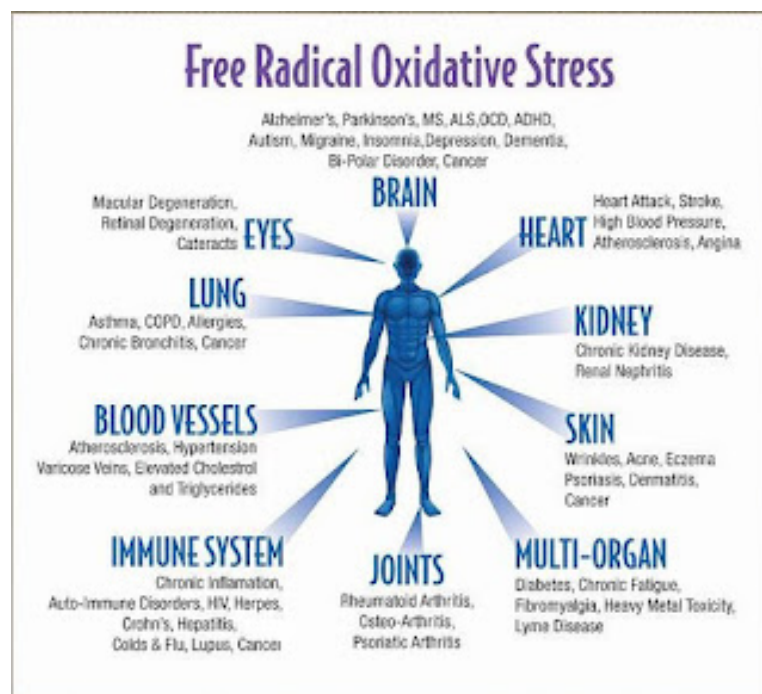 Free Radical Oxidative Stress
Alzheimer's, Parkinson's, MS, ALS,OCD, ADHD,
Autism, Migraine, Insomnia,Depression, Dementia,
Bi-Polar Disorder, Cancer
BRAIN
Macular Degeneration,
Retinal Degeneration,
Cataracts
EYES
Heart Attack, Stroke,
High Blood Pressure,
Atherosclerosis, Angina
HEART
LUNG
Asthma, COPD, Allergies,
Chronic Bronchitis, Cancer
KIDNEY
Chronic Kidney Disease,
Renal Nephritis
BLOOD VESSELS
Atherosclerosis, Hypertension
Varicose Veins, Elevated Cholestrol
and Triglycerides
SKIN
Wrinkles, Acne, Eczema
Psoriasis, Dermatitis,
Cancer
IMMUNE SYSTEM
Chronic Inflamation,
Auto-Immune Disorders, HIV, Herpes,
Crohn's, Hepatitis,
Colds & Flu, Lupus, Cancer
JOINTS
Rheumatoid Arthritis,
Osteo-Arthritis,
Psoriatic Arthritis
MULTI-ORGAN
Diabetes, Chronic Fatigue,
Fibromyalgia, Heavy Metal Toxicity,
Lyme Disease